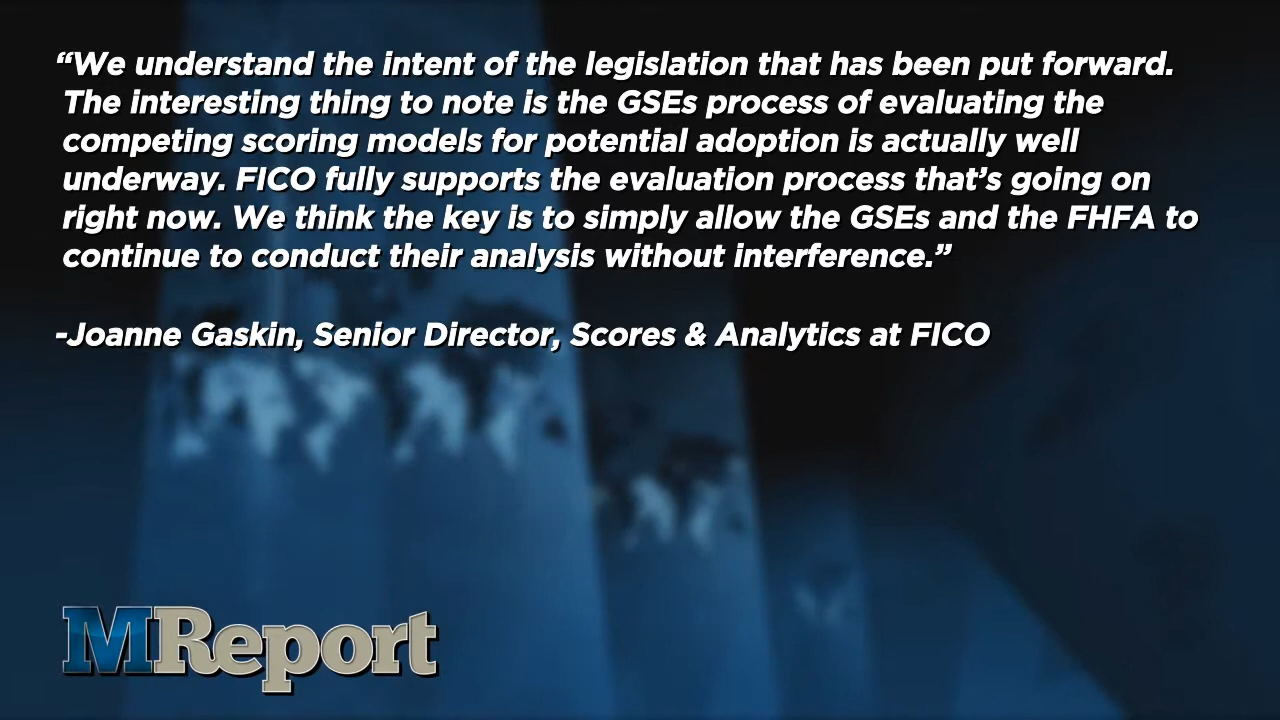 “We understand the intent of the legislation that has been put forward.
The interesting thing to note is the GSEs process of evaluating the
competing scoring models for potential adoption is actually well
underway. FICO fully supports the evaluation process that’s going on
right now. We think the key is to simply allow the GSEs and the FHFA to
continue to conduct their analysis without interference.”
-Joanne Gaskin, Senior Director, Scores & Analytics at FICO
MReport